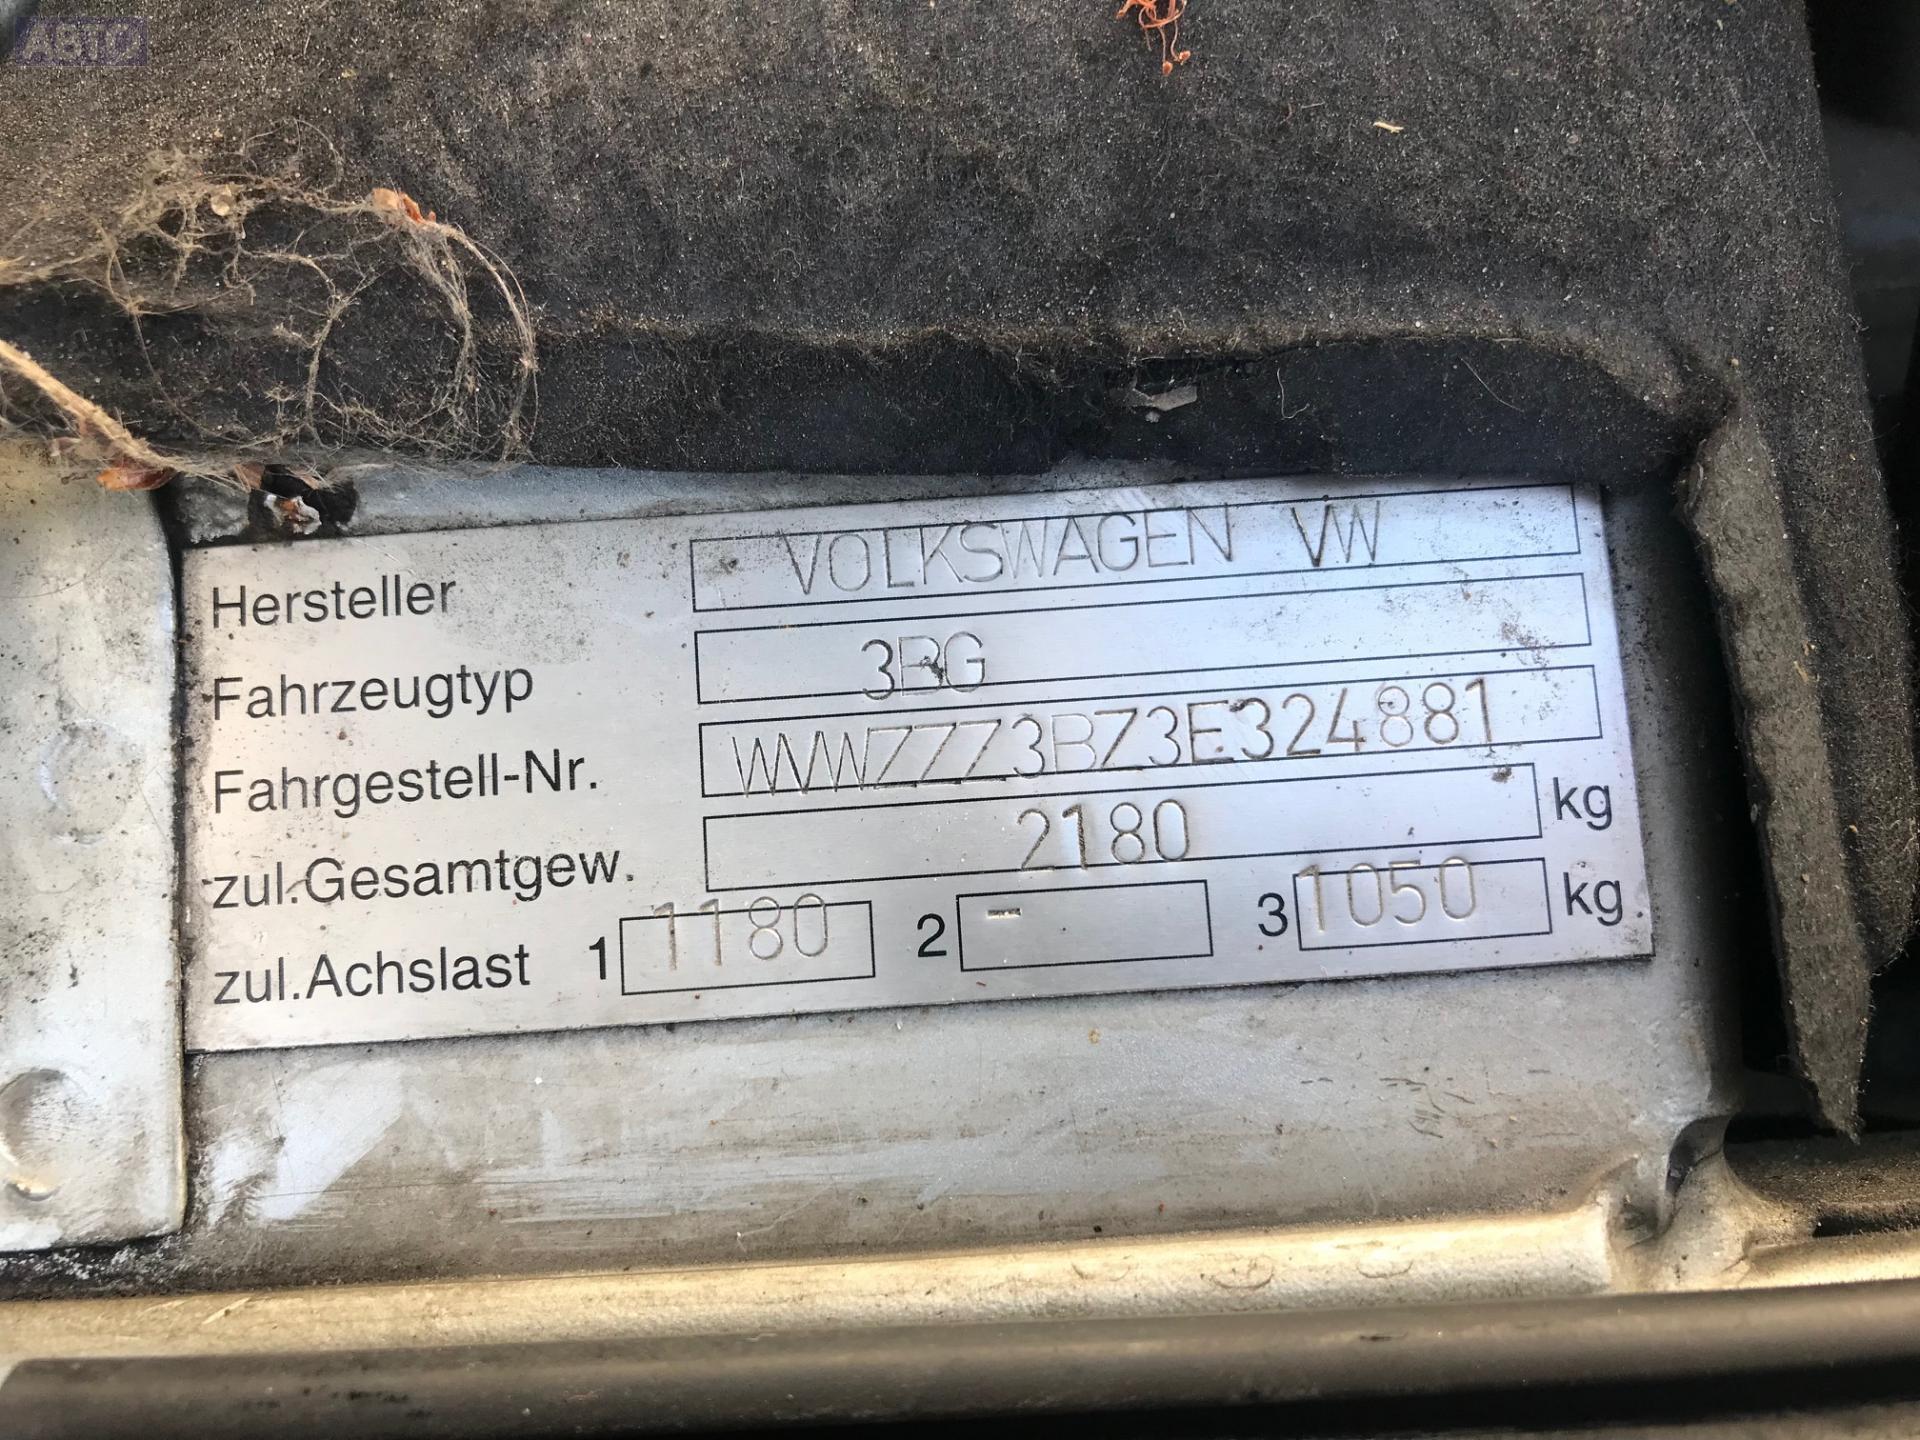 АВТО
Hersteller VOLKSWAGEN VW
Fahrzeugtyp 3BG
Fahrgestell-Nr. WVWZZZ3BZ3E324881
zul.Gesamtgew. 2180 kg
zul.Achslast 1 1180 2 - 3 1050 kg